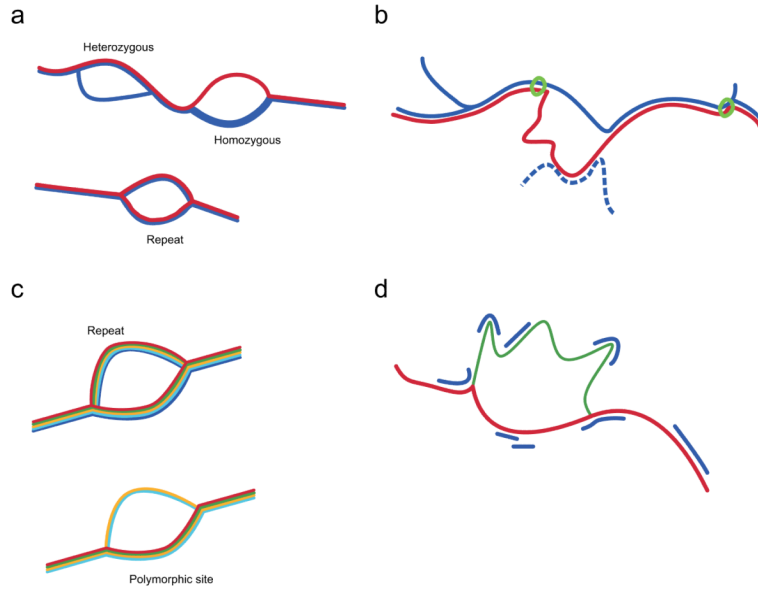 a
Heterozygous
Homozygous
Repeat
b
c
Repeat
Polymorphic site
d